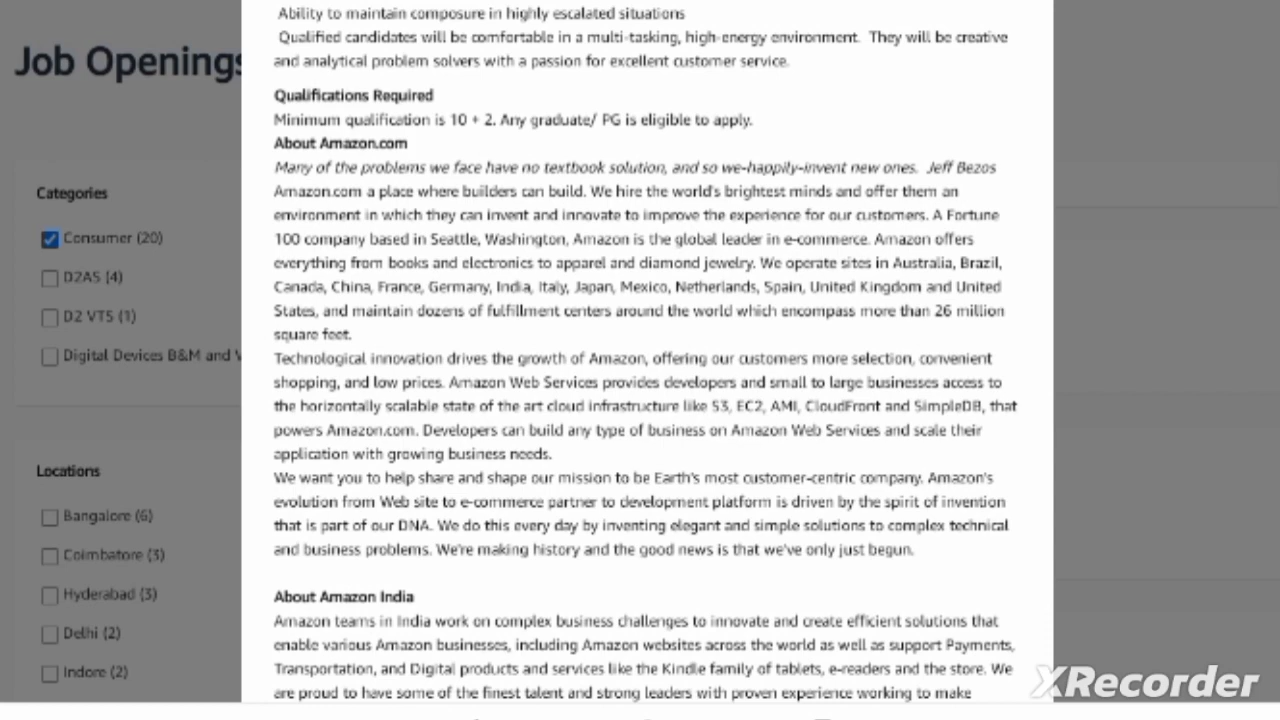 Job Openings
Categories
Consumer (20)
D2AS (4)
D2 VTS (1)
Digital Devices B&M and V
Locations
Bangalore (6)
Coimbatore (3)
Hyderabad (3)
Delhi (2)
Indore (2)
Ability to maintain composure in highly escalated situations
Qualified candidates will be comfortable in a multi-tasking, high-energy environment. They will be creative
and analytical problem solvers with a passion for excellent customer service.
Qualifications Required
Minimum qualification is 10 + 2. Any graduate/ PG is eligible to apply.
About Amazon.com
Many of the problems we face have no textbook solution, and so we-happily-invent new ones. Jeff Bezos
Amazon.com a place where builders can build. We hire the world's brightest minds and offer them an
environment in which they can invent and innovate to improve the experience for our customers. A Fortune
100 company based in Seattle, Washington, Amazon is the global leader in e-commerce. Amazon offers
everything from books and electronics to apparel and diamond jewelry. We operate sites in Australia, Brazil,
Canada, China, France, Germany, India, Italy, Japan, Mexico, Netherlands, Spain, United Kingdom and United
States, and maintain dozens of fulfillment centers around the world which encompass more than 26 million
square feet.
Technological innovation drives the growth of Amazon, offering our customers more selection, convenient
shopping, and low prices. Amazon Web Services provides developers and small to large businesses access to
the horizontally scalable state of the art cloud infrastructure like S3, EC2, AMI, CloudFront and SimpleDB, that
powers Amazon.com. Developers can build any type of business on Amazon Web Services and scale their
application with growing business needs.
We want you to help share and shape our mission to be Earth's most customer-centric company. Amazon's
evolution from Web site to e-commerce partner to development platform is driven by the spirit of invention
that is part of our DNA. We do this every day by inventing elegant and simple solutions to complex technical
and business problems. We're making history and the good news is that we've only just begun.
About Amazon India
Amazon teams in India work on complex business challenges to innovate and create efficient solutions that
enable various Amazon businesses, including Amazon websites across the world as well as support Payments,
Transportation, and Digital products and services like the Kindle family of tablets, e-readers and the store. We
are proud to have some of the finest talent and strong leaders with proven experience working to make
XRecorder